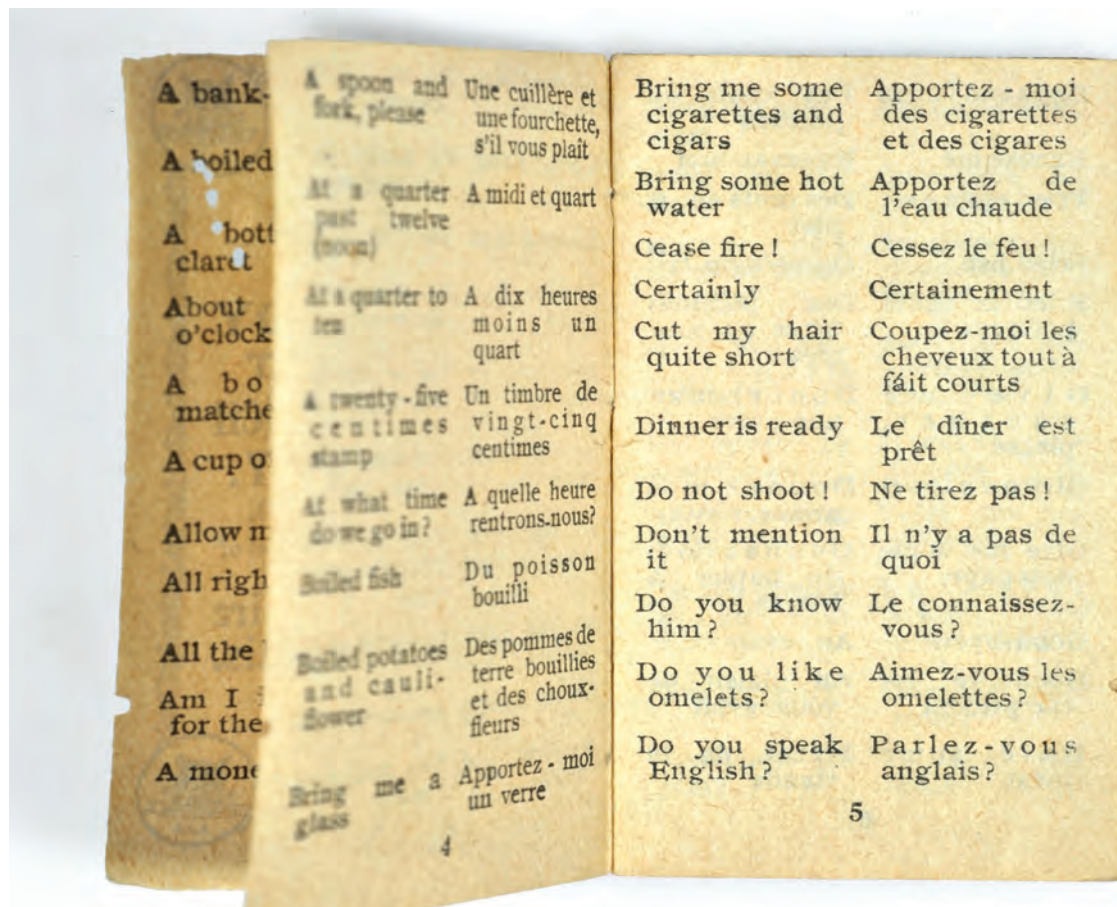 A bank-
A boiled
A bott
claret
About
o'clock
A bo
matche
A cup o
Allow m
All righ
All the
Am I i
for the
A mone
A spoon and Une cuillère et
fork, please une fourchette,
s'il vous plaît
At a quarter A midi et quart
past twelve
(noon)
At a quarter to A dix heures
ten moins un
quart
A twenty-five Un timbre de
centimes vingt-cinq
stamp centimes
At what time A quelle heure
do we go in? rentrons-nous?
Boiled fish Du poisson
bouilli
Boiled potatoes Des pommes de
and cauli- terre bouillies
flower et des choux-
fleurs
Bring me a Apportez-moi
glass un verre
4
Bring me some Apportez-moi
cigarettes and des cigarettes
cigars et des cigares
Bring some hot Apportez de
water l'eau chaude
Cease fire! Cessez le feu!
Certainly Certainement
Cut my hair Coupez-moi les
quite short cheveux tout à
fáit courts
Dinner is ready Le dîner est
prêt
Do not shoot! Ne tirez pas!
Don't mention Il n'y a pas de
it quoi
Do you know Le connaissez-
him? vous?
Do you like Aimez-vous les
omelets? omelettes?
Do you speak Parlez-vous
English? anglais?
5